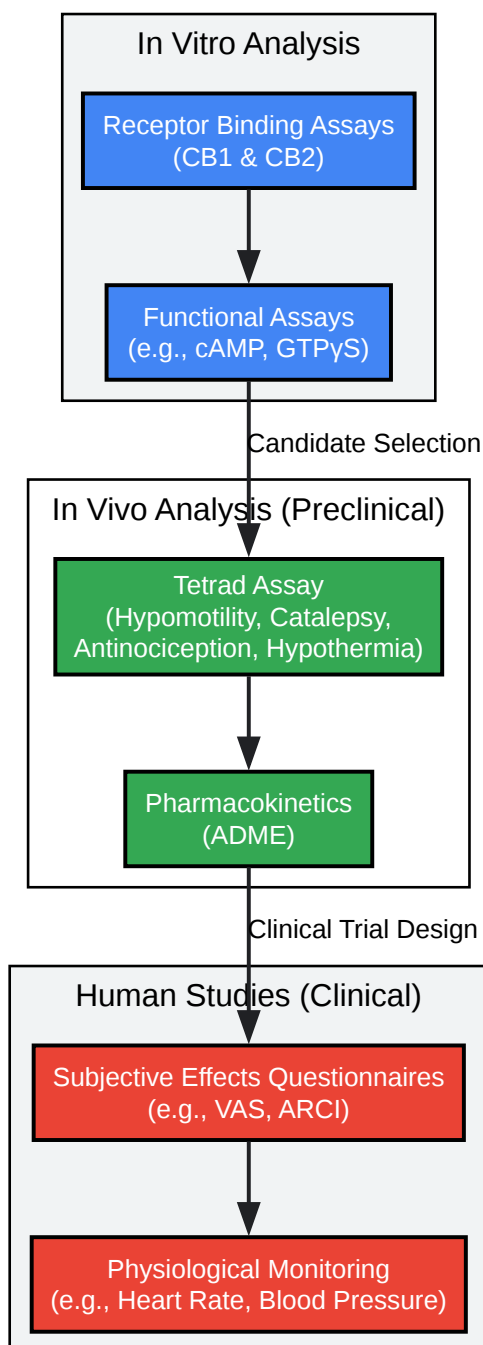 In Vitro Analysis
Receptor Binding Assays
(CB1 & CB2)
Functional Assays
(e.g., cAMP, GTPγS)
Candidate Selection
In Vivo Analysis (Preclinical)
Tetrad Assay
(Hypomotility, Catalepsy,
Antinociception, Hypothermia)
Pharmacokinetics
(ADME)
Clinical Trial Design
Human Studies (Clinical)
Subjective Effects Questionnaires
(e.g., VAS, ARCI)
Physiological Monitoring
(e.g., Heart Rate, Blood Pressure)